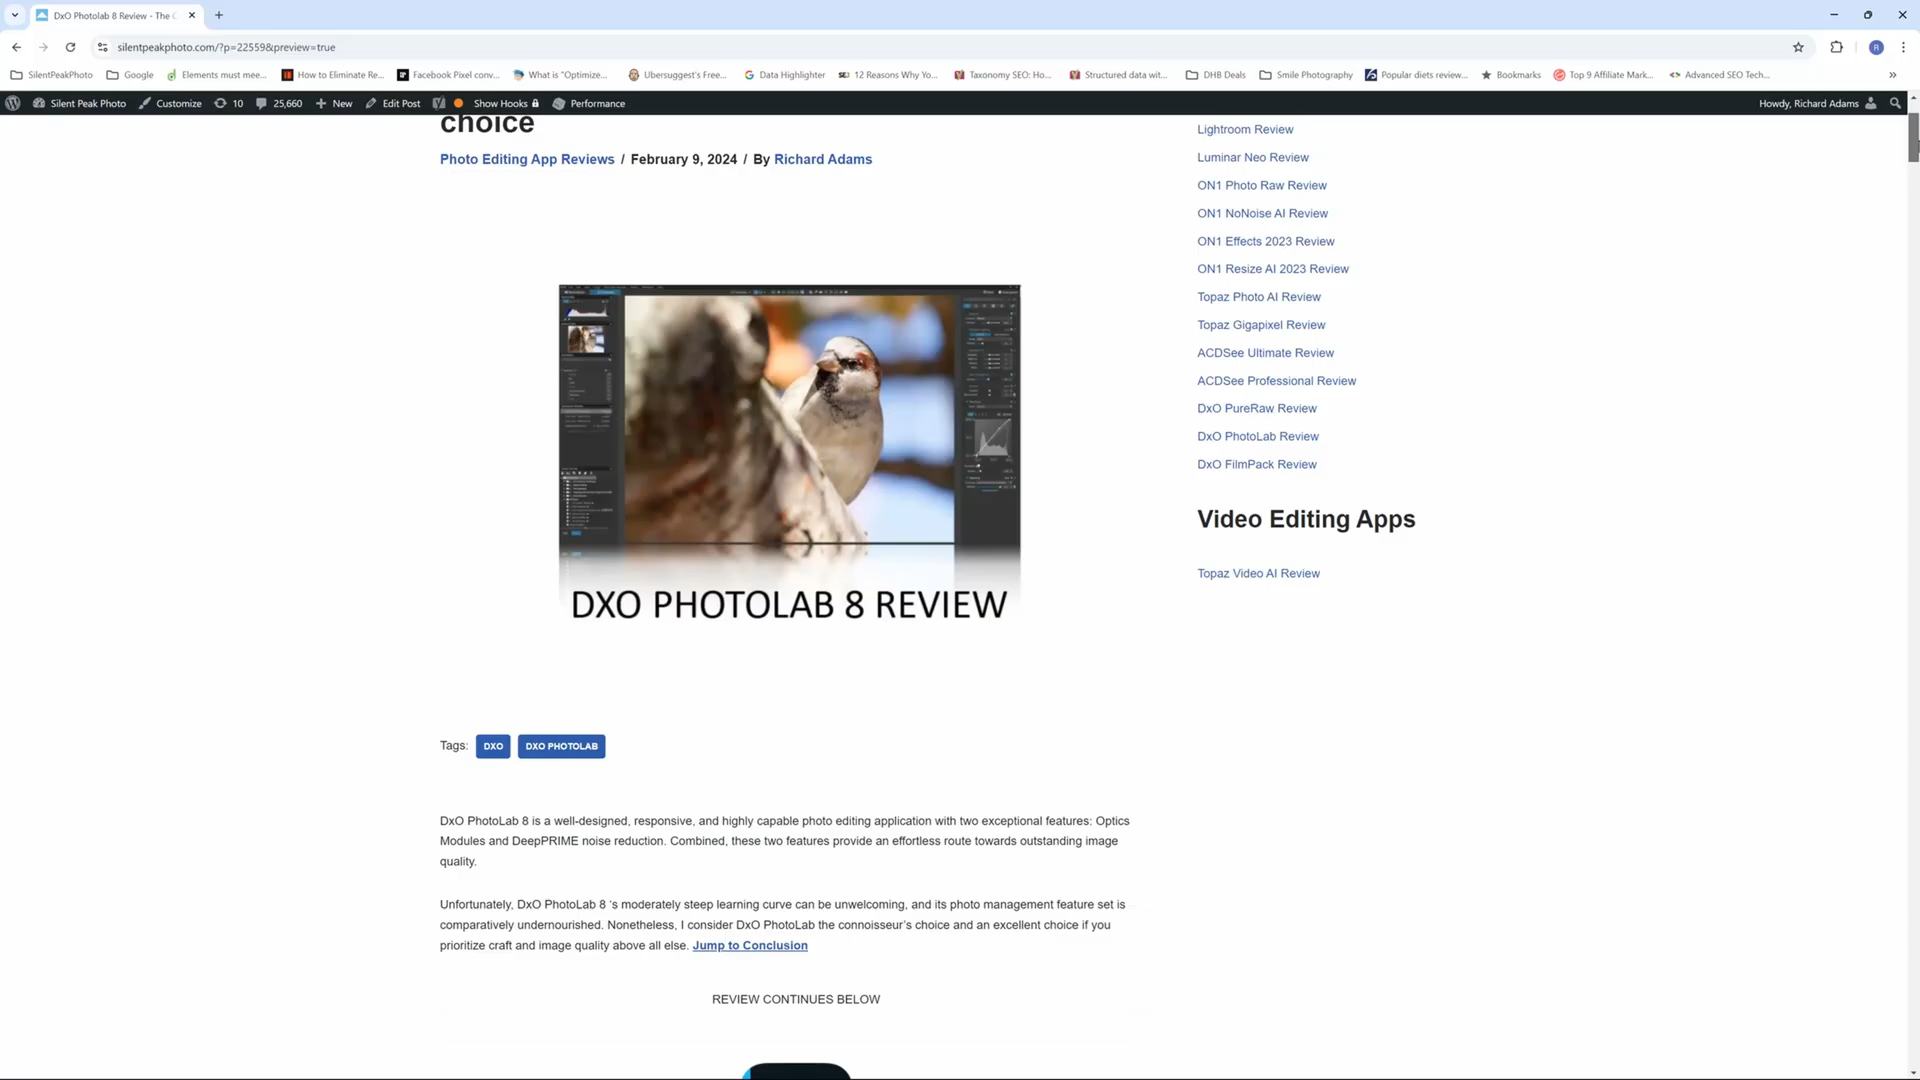 DxO Photolab 8 Review - The C
silentpeakphoto.com/?p=22559&preview=true
SilentPeakPhoto
Google
Elements must mee...
How to Eliminate Re...
Facebook Pixel conv...
What is "Optimize...
Ubersuggest's Free...
Data Highlighter
12 Reasons Why Yo...
Taxonomy SEO: Ho...
Structured data wit...
DHB Deals
Smile Photography
Popular diets review...
Bookmarks
Top 9 Affiliate Mark...
Advanced SEO Tech...
Silent Peak Photo
Customize
10
25,660
New
Edit Post
Show Hooks
Performance
Howdy, Richard Adams
choice
Photo Editing App Reviews / February 9, 2024 / By Richard Adams
DXO PHOTOLAB 8 REVIEW
Tags: DXO DXO PHOTOLAB
DxO PhotoLab 8 is a well-designed, responsive, and highly capable photo editing application with two exceptional features: Optics
Modules and DeepPRIME noise reduction. Combined, these two features provide an effortless route towards outstanding image
quality.
Unfortunately, DxO PhotoLab 8 ‘s moderately steep learning curve can be unwelcoming, and its photo management feature set is
comparatively undernourished. Nonetheless, I consider DxO PhotoLab the connoisseur’s choice and an excellent choice if you
prioritize craft and image quality above all else. Jump to Conclusion
REVIEW CONTINUES BELOW
Lightroom Review
Luminar Neo Review
ON1 Photo Raw Review
ON1 NoNoise AI Review
ON1 Effects 2023 Review
ON1 Resize AI 2023 Review
Topaz Photo AI Review
Topaz Gigapixel Review
ACDSee Ultimate Review
ACDSee Professional Review
DxO PureRaw Review
DxO PhotoLab Review
DxO FilmPack Review
Video Editing Apps
Topaz Video AI Review